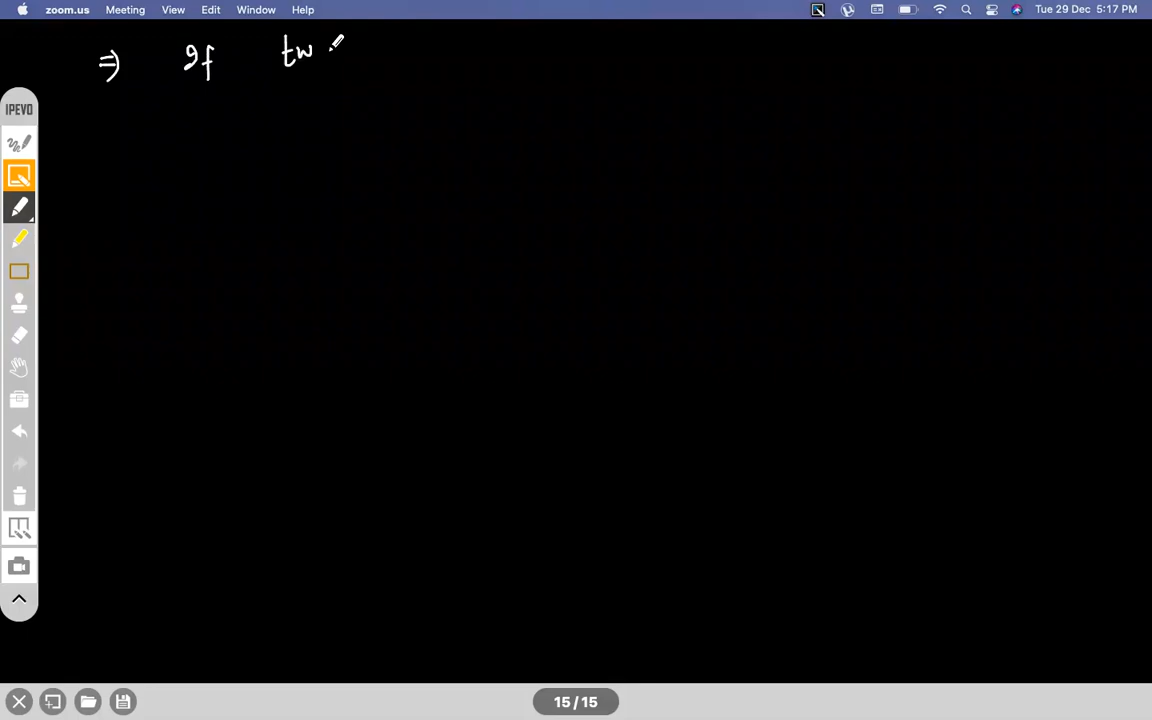 zoom.us Meeting View Edit Window Help Tue 29 Dec 5:17 PM
⇒ If tw
IPEVO
15/15